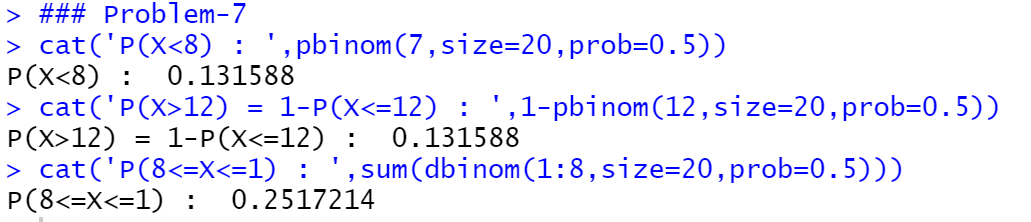 > ### Problem-7
> cat('P(X<8) : ',pbinom(7,size=20,prob=0.5))
P(X<8) :  0.131588
> cat('P(X>12) = 1-P(X<=12) : ',1-pbinom(12,size=20,prob=0.5))
P(X>12) = 1-P(X<=12) :  0.131588
> cat('P(8<=X<=1) : ',sum(dbinom(1:8,size=20,prob=0.5)))
P(8<=X<=1) :  0.2517214